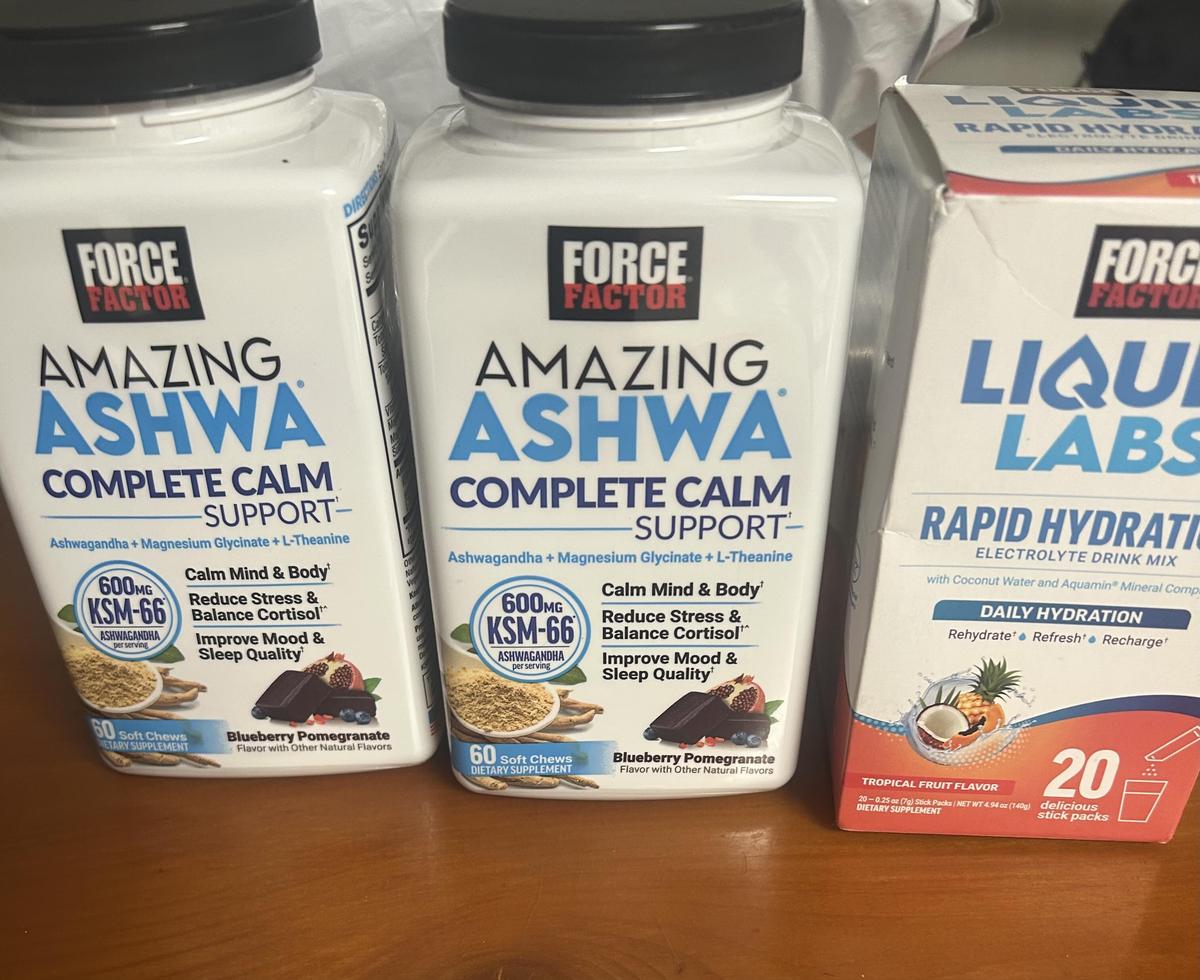 FORCE
FACTOR
AMAZING
ASHWA®
COMPLETE CALM
SUPPORT†
Ashwagandha + Magnesium Glycinate + L-Theanine
600MG
KSM-66
ASHWAGANDHA
per serving
Calm Mind & Body†
Reduce Stress &
Balance Cortisol†^
Improve Mood &
Sleep Quality†
60 Soft Chews
DIETARY SUPPLEMENT
Blueberry Pomegranate
Flavor with Other Natural Flavors
FORCE
FACTOR
AMAZING
ASHWA®
COMPLETE CALM
SUPPORT†
Ashwagandha + Magnesium Glycinate + L-Theanine
600MG
KSM-66
ASHWAGANDHA
per serving
Calm Mind & Body†
Reduce Stress &
Balance Cortisol†^
Improve Mood &
Sleep Quality†
60 Soft Chews
DIETARY SUPPLEMENT
Blueberry Pomegranate
Flavor with Other Natural Flavors
LIQUI
LABS
RAPID HYDRA
DAILY HYDRA
FORC
FACTOR
LIQUI
LABS
RAPID HYDRATI
ELECTROLYTE DRINK MIX
with Coconut Water and Aquamin® Mineral Comp
DAILY HYDRATION
Rehydrate† Refresh† Recharge†
TROPICAL FRUIT FLAVOR
20 – 0.25 oz (7g) Stick Packs | NET WT 4.94 oz (140g)
DIETARY SUPPLEMENT
20
delicious
stick packs